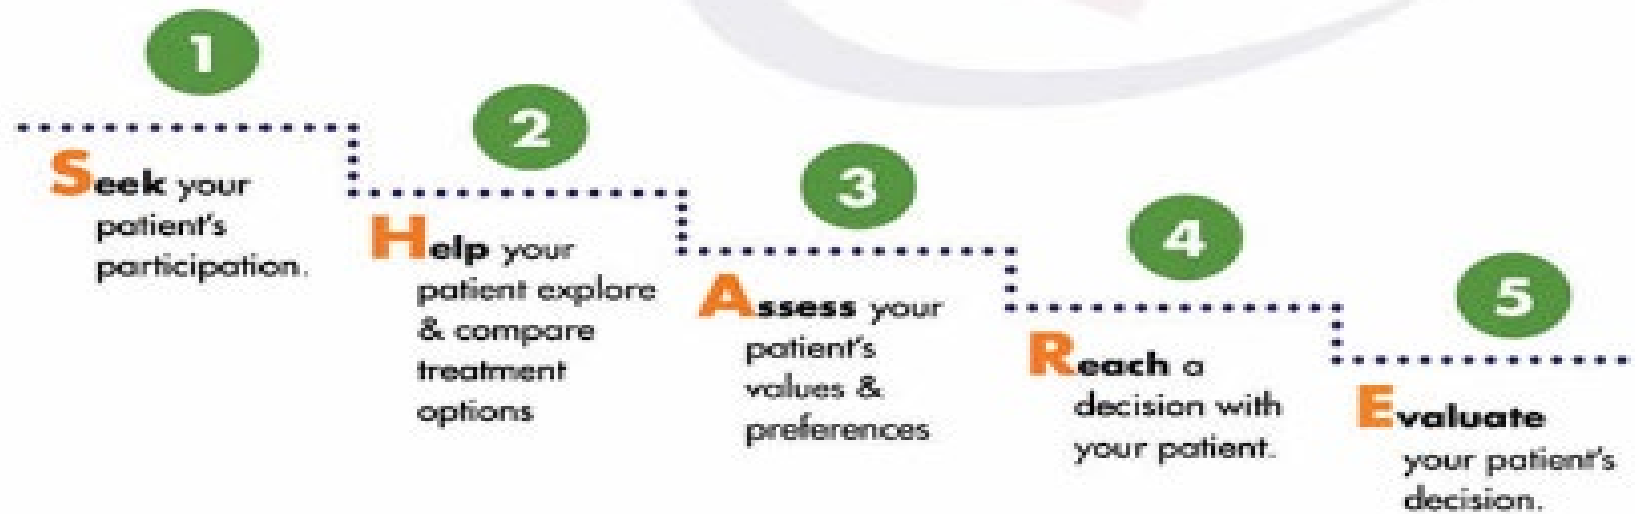 1
Seek your
patient's
participation.
2
Help your
patient explore
& compare
treatment
options
3
Assess your
patient's
values &
preferences
4
Reach a
decision with
your patient.
5
Evaluate
your patient's
decision.